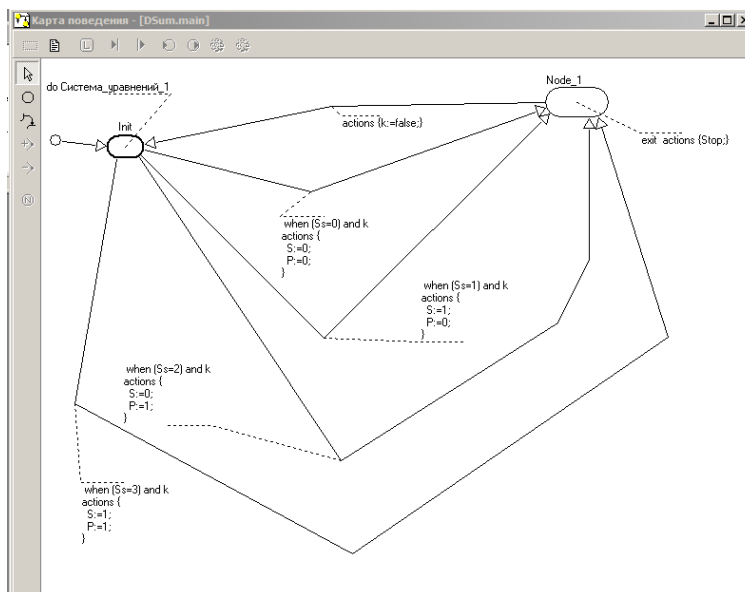 Карта поведения - [DSum.main]
L
do Система_уравнений_1
Node_1
Init
actions {k:=false;}
exit actions {Stop;}
when (Ss=0) and k
actions {
S:=0;
P:=0;
}
when (Ss=1) and k
actions {
S:=1;
P:=0;
}
when (Ss=2) and k
actions {
S:=0;
P:=1;
}
when (Ss=3) and k
actions {
S:=1;
P:=1;
}
N